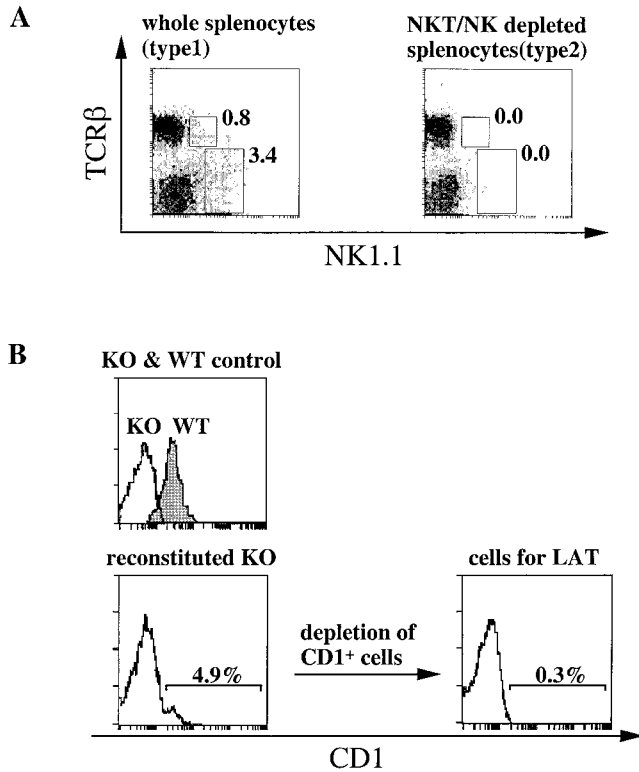 A
whole splenocytes
(type1)
NKT/NK depleted
splenocytes(type2)
TCRβ
0.8
3.4
0.0
0.0
NK1.1
B
KO & WT control
KO WT
reconstituted KO
cells for LAT
4.9%
depletion of
CD1⁺ cells
0.3%
CD1